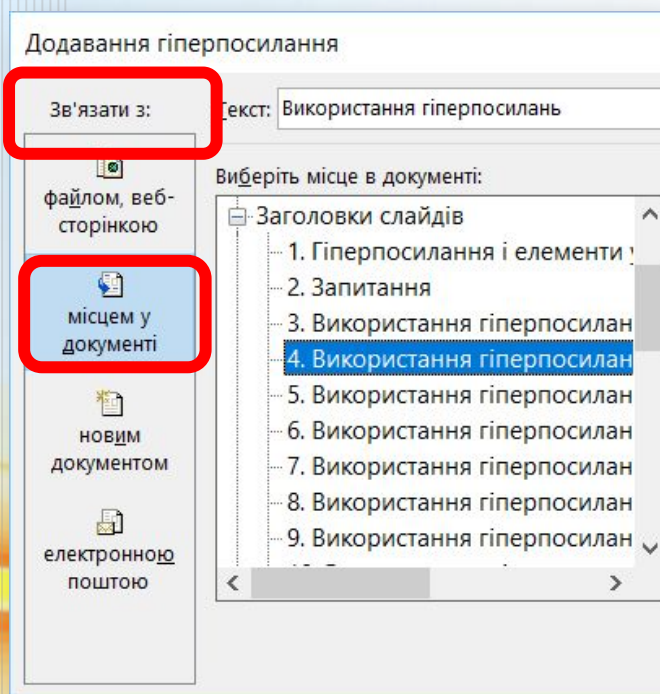 Додавання гіперпосилання
Зв'язати з:
Текст: Використання гіперпосилань
файлом, веб-
сторінкою
місцем у
документі
новим
документом
електронною
поштою
Виберіть місце в документі:
Заголовки слайдів
1. Гіперпосилання і елементи
2. Запитання
3. Використання гіперпосилан
4. Використання гіперпосилан
5. Використання гіперпосилан
6. Використання гіперпосилан
7. Використання гіперпосилан
8. Використання гіперпосилан
9. Використання гіперпосилан